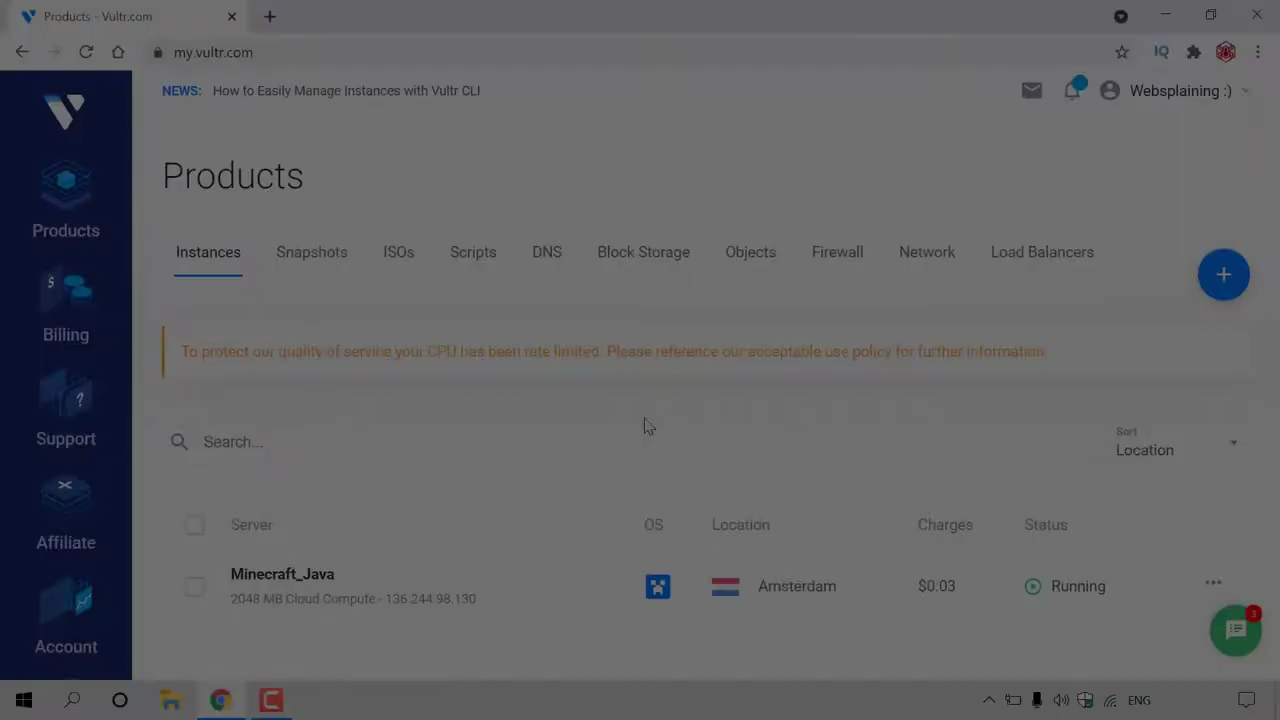 Products - Vultr.com
my.vultr.com
IQ
NEWS: How to Easily Manage Instances with Vultr CLI
Websplaining :)
Products
Billing
Support
Affiliate
Account
Products
Instances Snapshots ISOs Scripts DNS Block Storage Objects Firewall Network Load Balancers
To protect our quality of service your CPU has been rate limited. Please reference our acceptable use policy for further information.
Search...
Sort
Location
Server OS Location Charges Status
Minecraft_Java
2048 MB Cloud Compute - 136.244.98.130
Amsterdam $0.03 Running
3
ENG